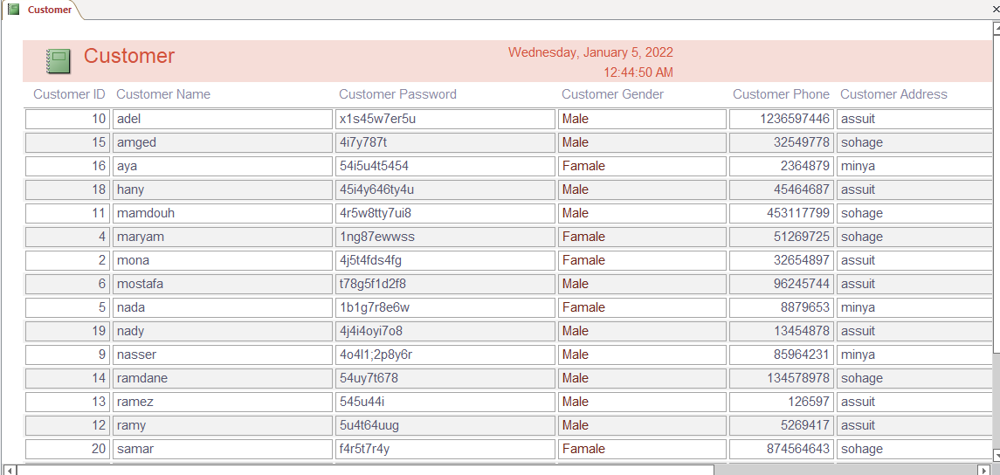 Customer
Customer
Wednesday, January 5, 2022
12:44:50 AM
Customer ID Customer Name Customer Password Customer Gender Customer Phone Customer Address
10 adel x1s45w7er5u Male 1236597446 assuit
15 amged 4i7y787t Male 32549778 sohage
16 aya 54i5u4t5454 Famale 2364879 minya
18 hany 45i4y646ty4u Male 45464687 assuit
11 mamdouh 4r5w8tty7ui8 Male 453117799 sohage
4 maryam 1ng87ewwss Famale 51269725 sohage
2 mona 4j5t4fds4fg Famale 32654897 assuit
6 mostafa t78g5f1d2f8 Male 96245744 assuit
5 nada 1b1g7r8e6w Famale 8879653 minya
19 nady 4j4i4oyi7o8 Male 13454878 assuit
9 nasser 4o4l1;2p8y6r Male 85964231 minya
14 ramdane 54uy7t678 Male 134578978 sohage
13 ramez 545u44i Male 126597 assuit
12 ramy 5u4t64uug Male 5269417 assuit
20 samar f4r5t7r4y Famale 874564643 sohage